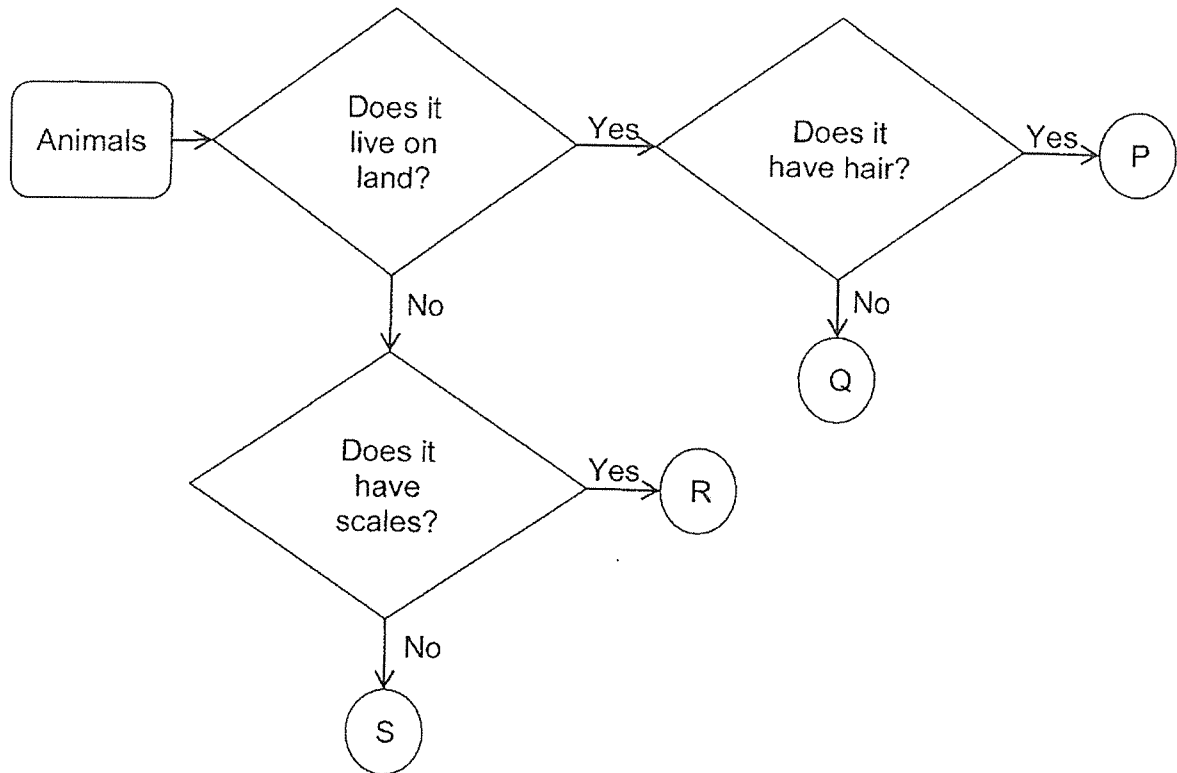 Animals
Does it
live on
land?
Yes
Does it
have hair?
Yes
P
No
Q
No
Does it
have
scales?
Yes
R
No
S